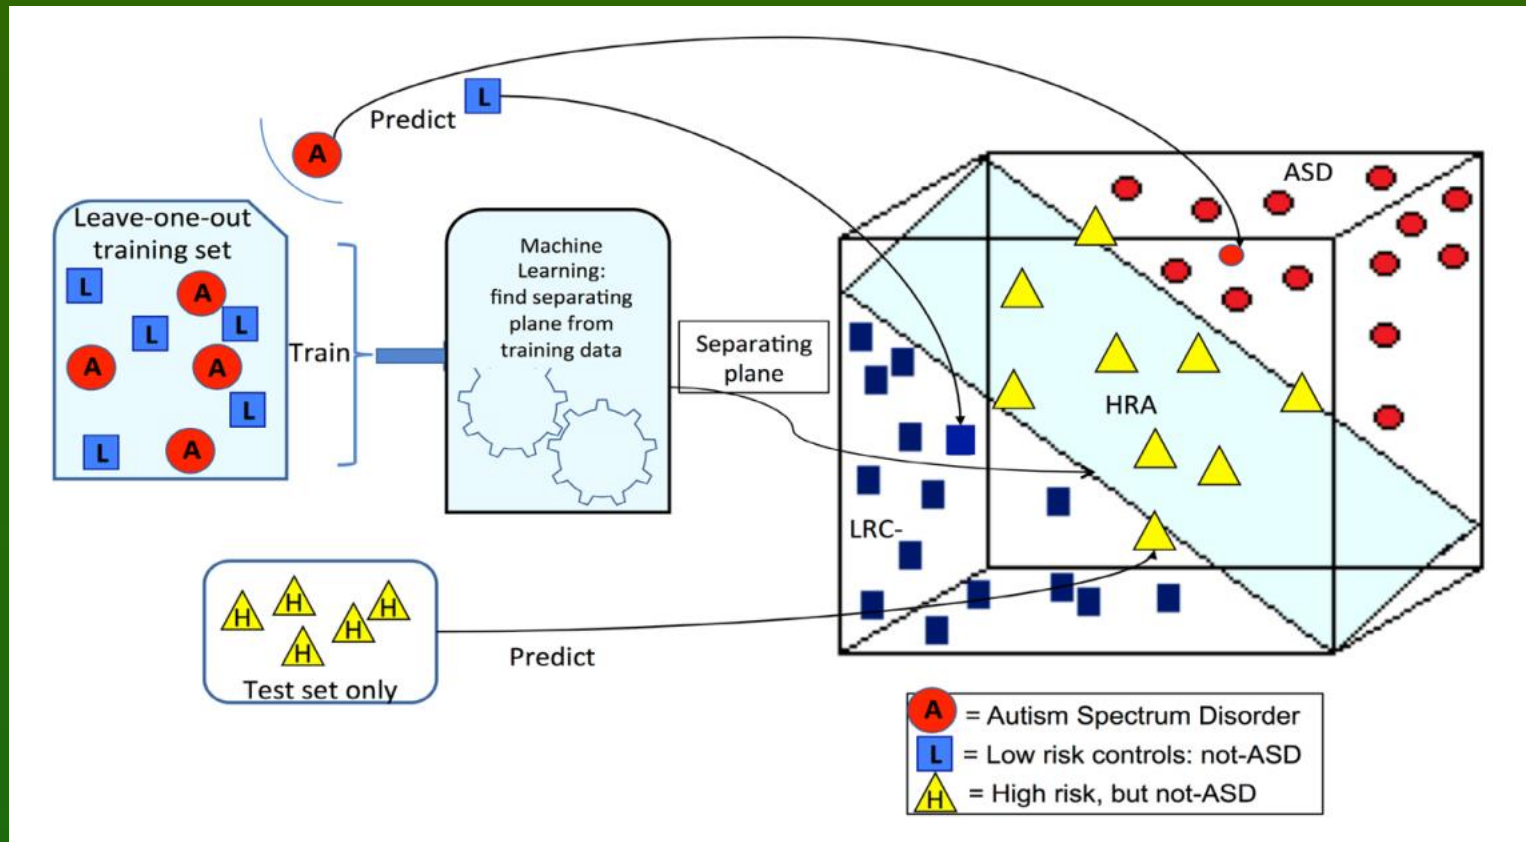 L
Predict
A
Leave-one-out
training set
L
A
L
L
A
A
L
L
A
Train
Machine
Learning:
find separating
plane from
training data
Separating
plane
ASD
HRA
LRC-
H
H
H
H
H
Test set only
Predict
A = Autism Spectrum Disorder
L = Low risk controls: not-ASD
H = High risk, but not-ASD